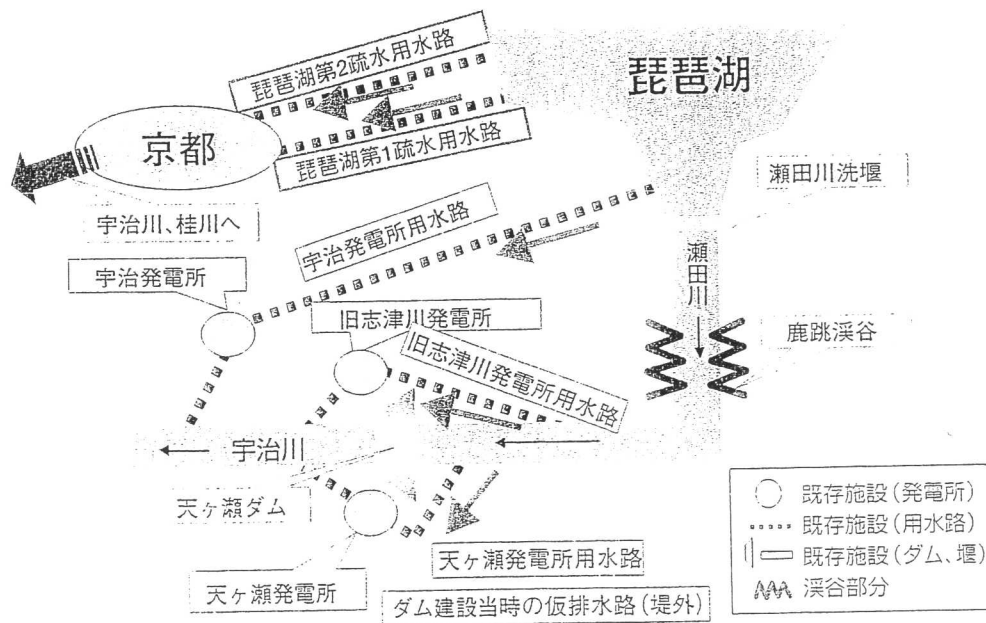 琵琶湖第2疏水用水路
琵琶湖
京都
琵琶湖第1疏水用水路
瀬田川洗堰
宇治川、桂川へ
宇治発電所用水路
宇治発電所
瀬田川
旧志津川発電所
鹿跳渓谷
旧志津川発電所用水路
宇治川
天ヶ瀬ダム
天ヶ瀬発電所用水路
天ヶ瀬発電所
ダム建設当時の仮排水路(堤外)
既存施設(発電所)
既存施設(用水路)
既存施設(ダム、堰)
渓谷部分